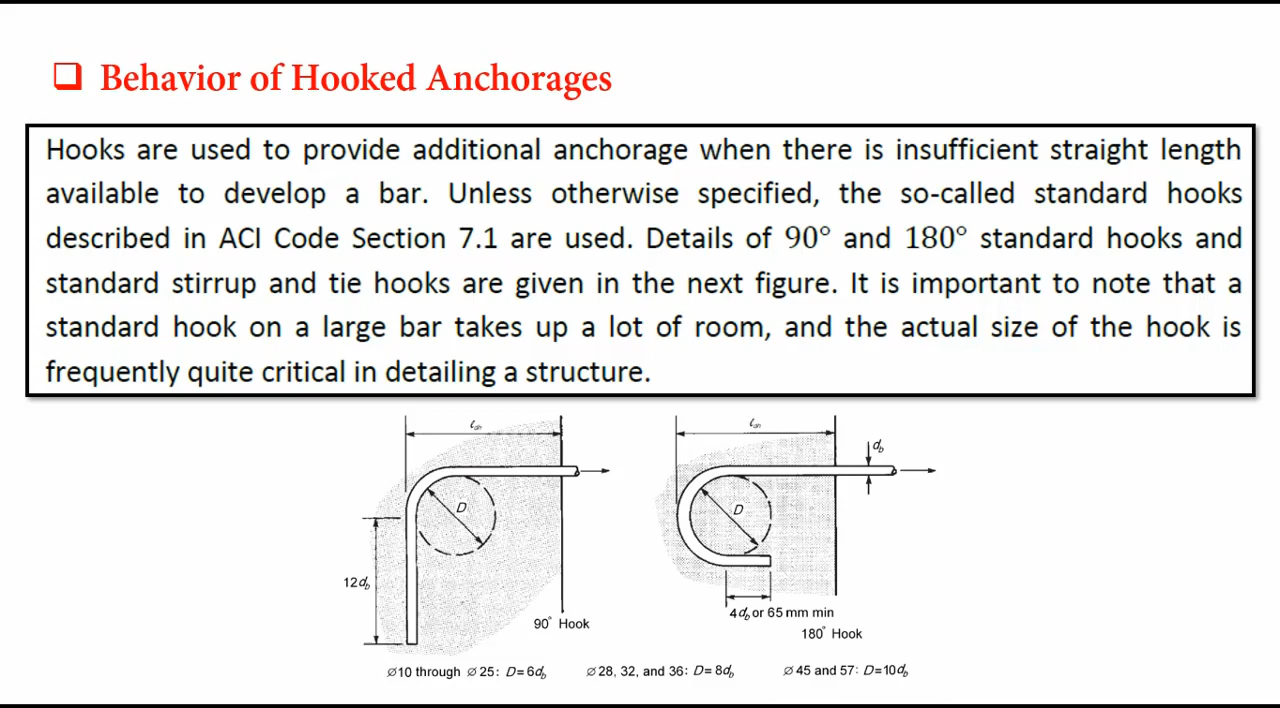 Behavior of Hooked Anchorages
Hooks are used to provide additional anchorage when there is insufficient straight length
available to develop a bar. Unless otherwise specified, the so-called standard hooks
described in ACI Code Section 7.1 are used. Details of 90° and 180° standard hooks and
standard stirrup and tie hooks are given in the next figure. It is important to note that a
standard hook on a large bar takes up a lot of room, and the actual size of the hook is
frequently quite critical in detailing a structure.
ℓdh
ℓdh
db
D
D
12db
4db or 65 mm min
90° Hook
180° Hook
∅10 through ∅25: D=6db
∅28, 32, and 36: D=8db
∅45 and 57: D=10db